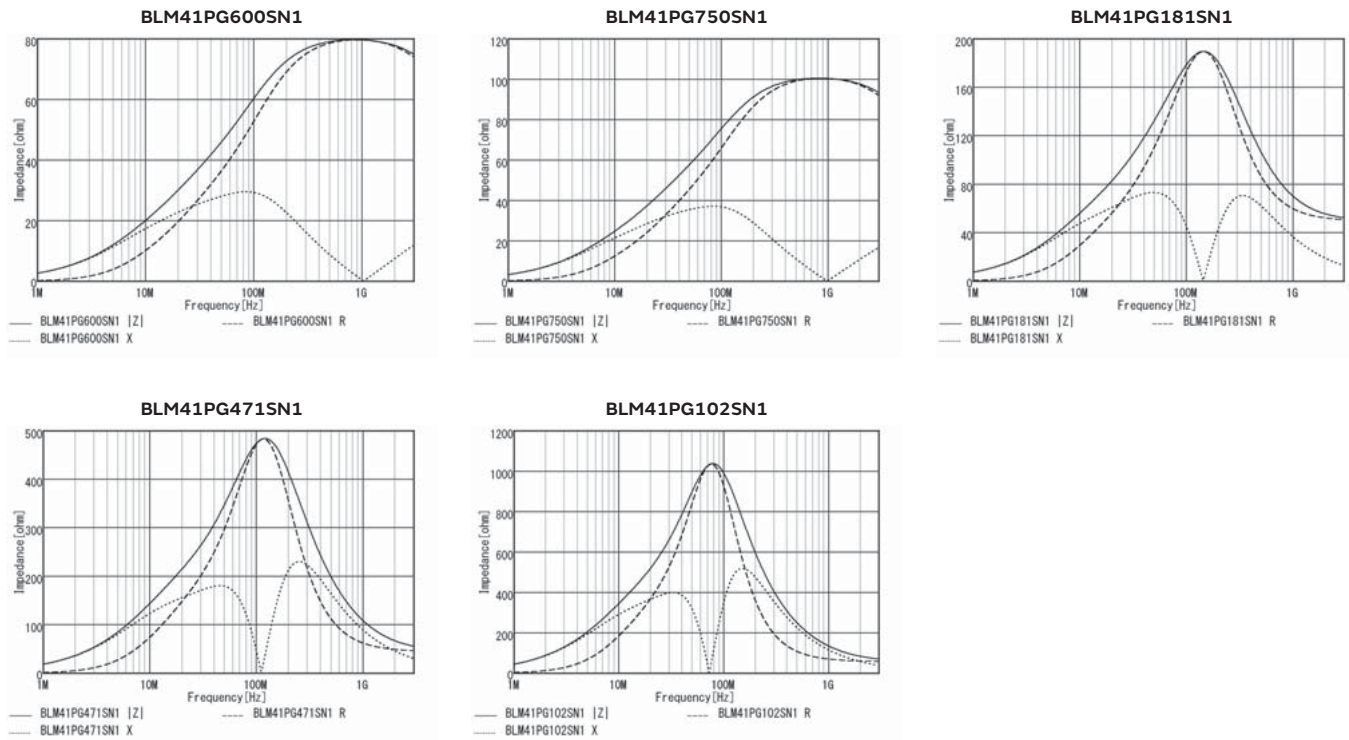 BLM41PG600SN1
80
60
40
20
0
Impedance[ohm]
1M 10M 100M 1G
Frequency[Hz]
BLM41PG600SN1 |Z| BLM41PG600SN1 R
BLM41PG600SN1 X
BLM41PG750SN1
120
100
80
60
40
20
0
Impedance[ohm]
1M 10M 100M 1G
Frequency[Hz]
BLM41PG750SN1 |Z| BLM41PG750SN1 R
BLM41PG750SN1 X
BLM41PG181SN1
200
160
120
80
40
0
Impedance[ohm]
1M 10M 100M 1G
Frequency[Hz]
BLM41PG181SN1 |Z| BLM41PG181SN1 R
BLM41PG181SN1 X
BLM41PG471SN1
500
400
300
200
100
0
Impedance[ohm]
1M 10M 100M 1G
Frequency[Hz]
BLM41PG471SN1 |Z| BLM41PG471SN1 R
BLM41PG471SN1 X
BLM41PG102SN1
1200
1000
800
600
400
200
0
Impedance[ohm]
1M 10M 100M 1G
Frequency[Hz]
BLM41PG102SN1 |Z| BLM41PG102SN1 R
BLM41PG102SN1 X